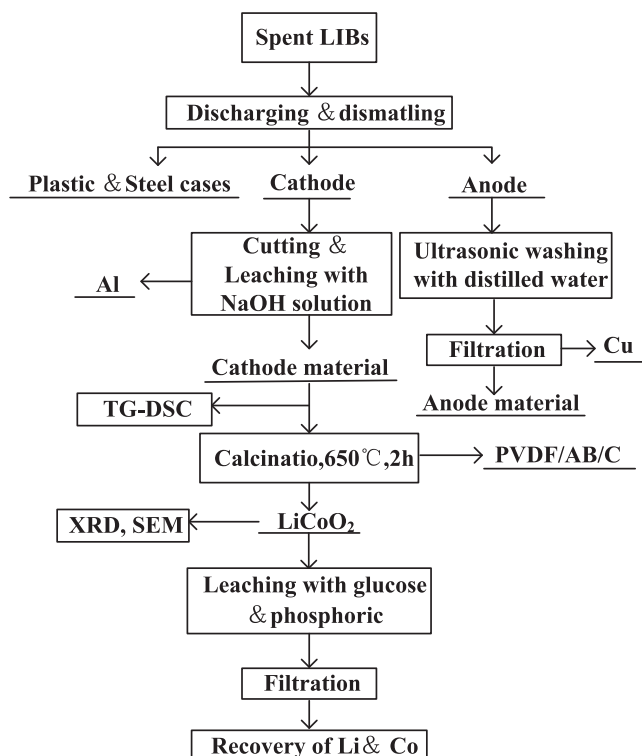 Spent LIBs
Discharging & dismatling
Plastic & Steel cases
Cathode
Anode
Cutting &
Leaching with
NaOH solution
Al
Ultrasonic washing
with distilled water
Filtration
Cu
Cathode material
Anode material
TG-DSC
Calcinatio,650℃,2h
PVDF/AB/C
XRD, SEM
LiCoO₂
Leaching with glucose
& phosphoric
Filtration
Recovery of Li & Co